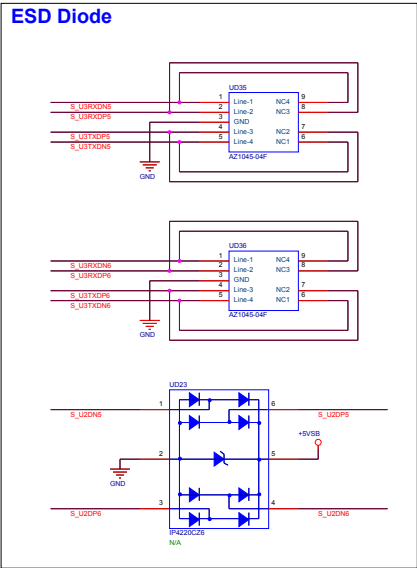 ESD Diode
UD35
1 Line-1 NC4 9
S_U3RXDN5
2 Line-2 NC3 8
S_U3RXDP5
3 GND
4 Line-3 NC2 7
S_U3TXDP5
5 Line-4 NC1 6
S_U3TXDN5
AZ1045-04F
GND
UD36
1 Line-1 NC4 9
S_U3RXDN6
2 Line-2 NC3 8
S_U3RXDP6
3 GND
4 Line-3 NC2 7
S_U3TXDP6
5 Line-4 NC1 6
S_U3TXDN6
AZ1045-04F
GND
UD23
1 6
S_U2DN5 S_U2DP5
+5VSB
2 5
GND
3 4
S_U2DP6 S_U2DN6
IP4220CZ6
N/A